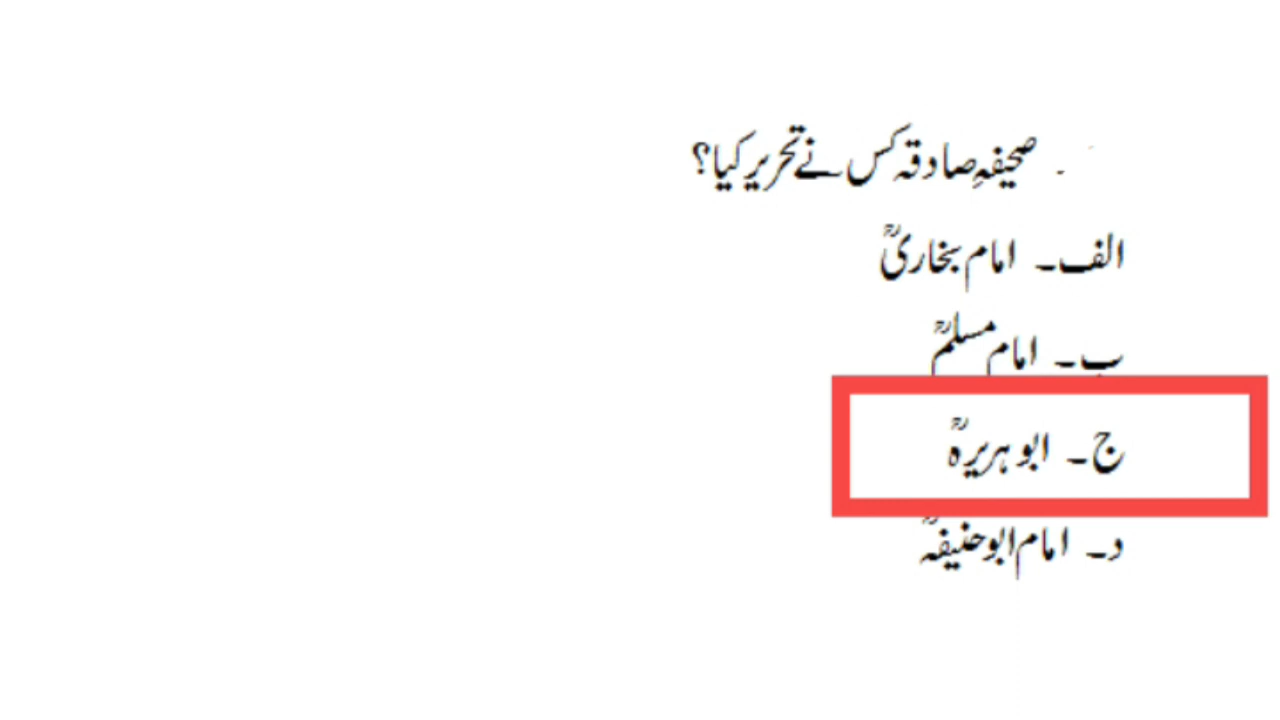 ۔ صحیفہِ صادقہ کس نے تحریر کیا؟
الف۔ امام بخاریؒ
ب۔ امام مسلمؒ
ج۔ ابو ہریرہؒ
د۔ امام ابو حنیفہؒ